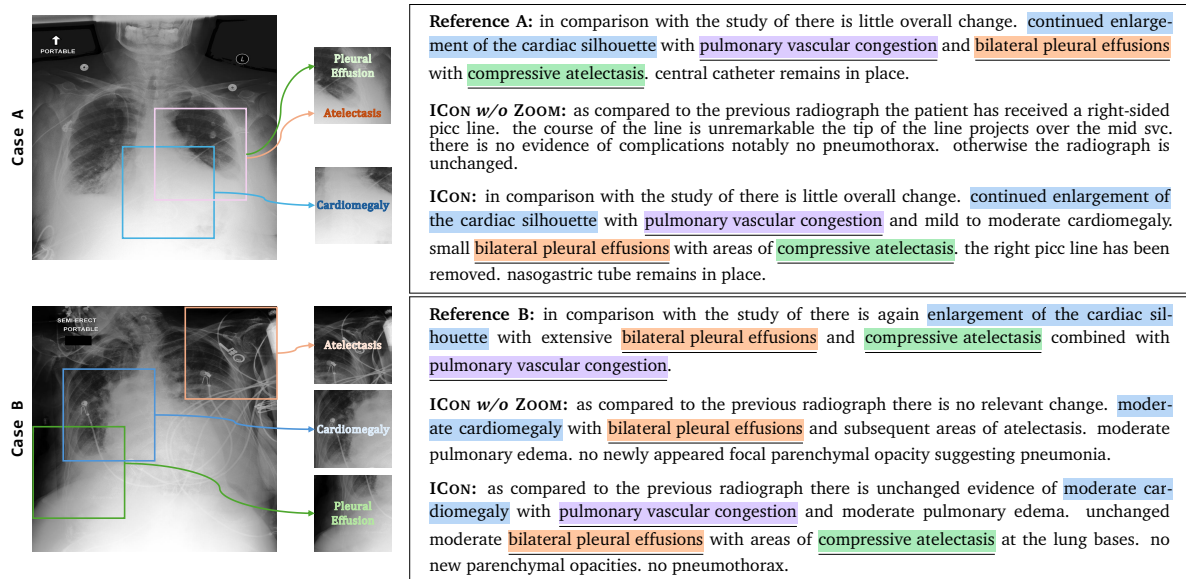 Case A
PORTABLE
L
Pleural
Effusion
Atelectasis
Cardiomegaly
Reference A: in comparison with the study of there is little overall change. continued enlarge-
ment of the cardiac silhouette with pulmonary vascular congestion and bilateral pleural effusions
with compressive atelectasis. central catheter remains in place.
ICON w/o ZOOM: as compared to the previous radiograph the patient has received a right-sided
picc line. the course of the line is unremarkable the tip of the line projects over the mid svc.
there is no evidence of complications notably no pneumothorax. otherwise the radiograph is
unchanged.
ICON: in comparison with the study of there is little overall change. continued enlargement of
the cardiac silhouette with pulmonary vascular congestion and mild to moderate cardiomegaly.
small bilateral pleural effusions with areas of compressive atelectasis. the right picc line has been
removed. nasogastric tube remains in place.
Case B
SEMI-ERECT
PORTABLE
Atelectasis
Cardiomegaly
Pleural
Effusion
Reference B: in comparison with the study of there is again enlargement of the cardiac sil-
houette with extensive bilateral pleural effusions and compressive atelectasis combined with
pulmonary vascular congestion.
ICON w/o ZOOM: as compared to the previous radiograph there is no relevant change. moder-
ate cardiomegaly with bilateral pleural effusions and subsequent areas of atelectasis. moderate
pulmonary edema. no newly appeared focal parenchymal opacity suggesting pneumonia.
ICON: as compared to the previous radiograph there is unchanged evidence of moderate car-
diomegaly with pulmonary vascular congestion and moderate pulmonary edema. unchanged
moderate bilateral pleural effusions with areas of compressive atelectasis at the lung bases. no
new parenchymal opacities. no pneumothorax.